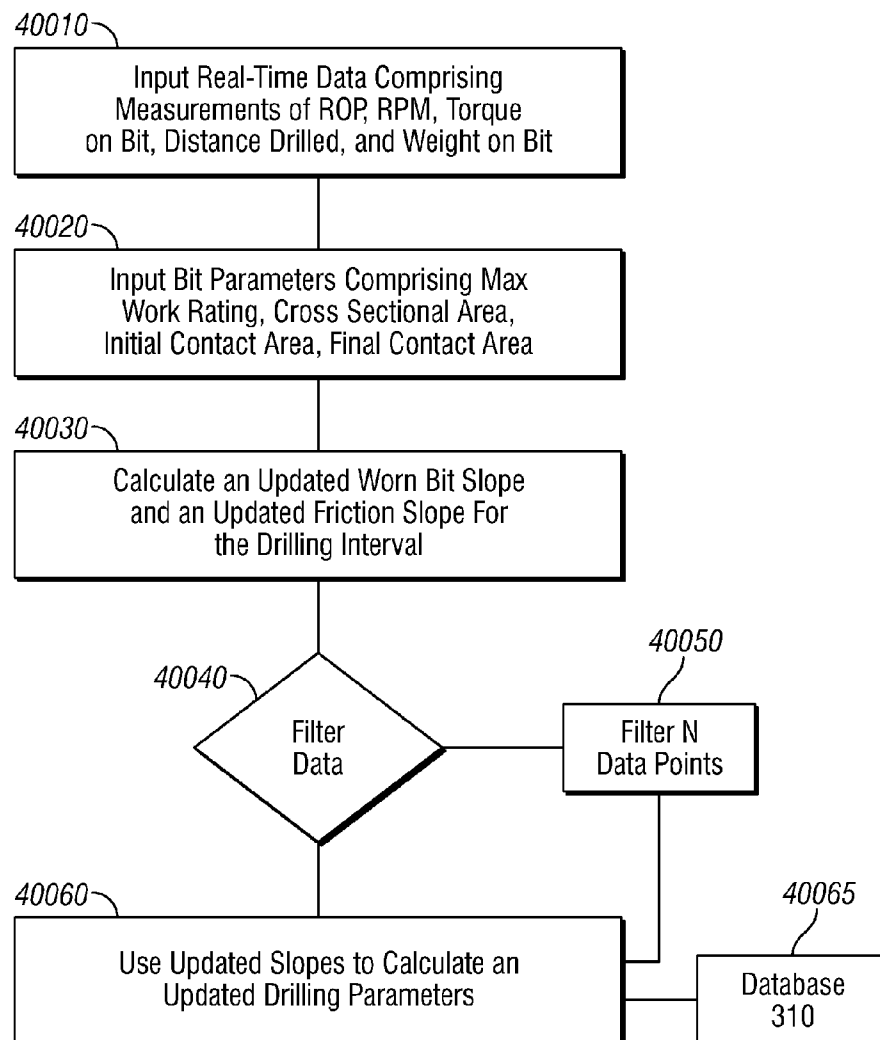 40010
Input Real-Time Data Comprising
Measurements of ROP, RPM, Torque
on Bit, Distance Drilled, and Weight on Bit
40020
Input Bit Parameters Comprising Max
Work Rating, Cross Sectional Area,
Initial Contact Area, Final Contact Area
40030
Calculate an Updated Worn Bit Slope
and an Updated Friction Slope For
the Drilling Interval
40040
Filter
Data
40050
Filter N
Data Points
40060
Use Updated Slopes to Calculate an
Updated Drilling Parameters
40065
Database
310